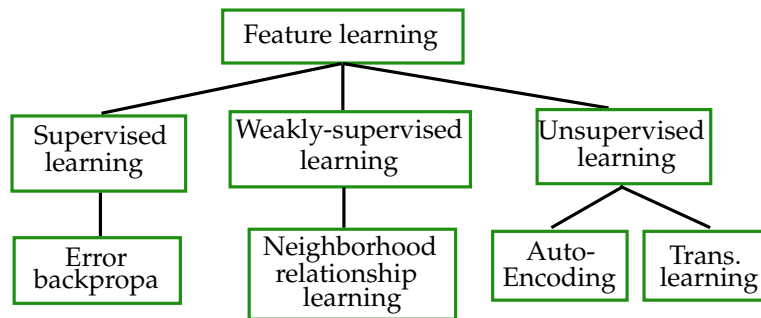 Feature learning
Supervised
learning
Weakly-supervised
learning
Unsupervised
learning
Error
backpropa
Neighborhood
relationship
learning
Auto-
Encoding
Trans.
learning